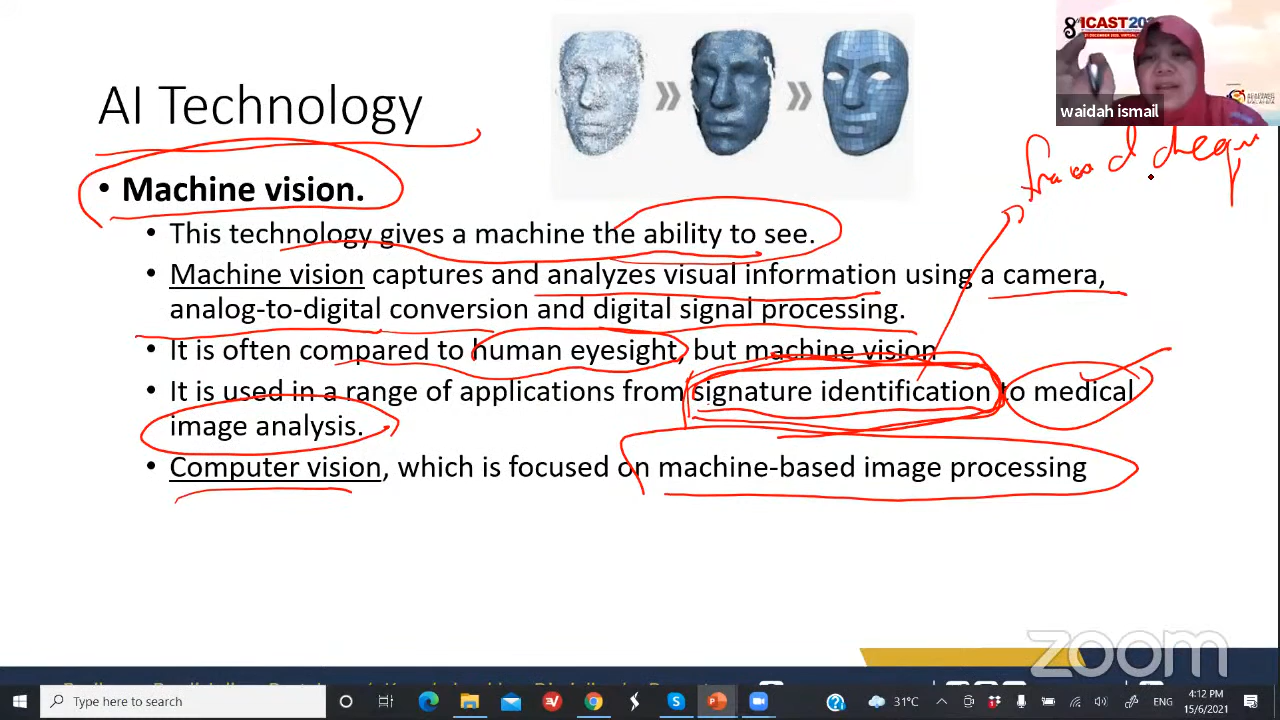 8th ICAST202
AI Technology
waidah ismail
fraud cheque
• Machine vision.
• This technology gives a machine the ability to see.
• Machine vision captures and analyzes visual information using a camera,
analog-to-digital conversion and digital signal processing.
• It is often compared to human eyesight, but machine vision
• It is used in a range of applications from signature identification to medical
image analysis.
• Computer vision, which is focused on machine-based image processing
zoom
Type here to search
31°C
ENG
4:12 PM
15/6/2021